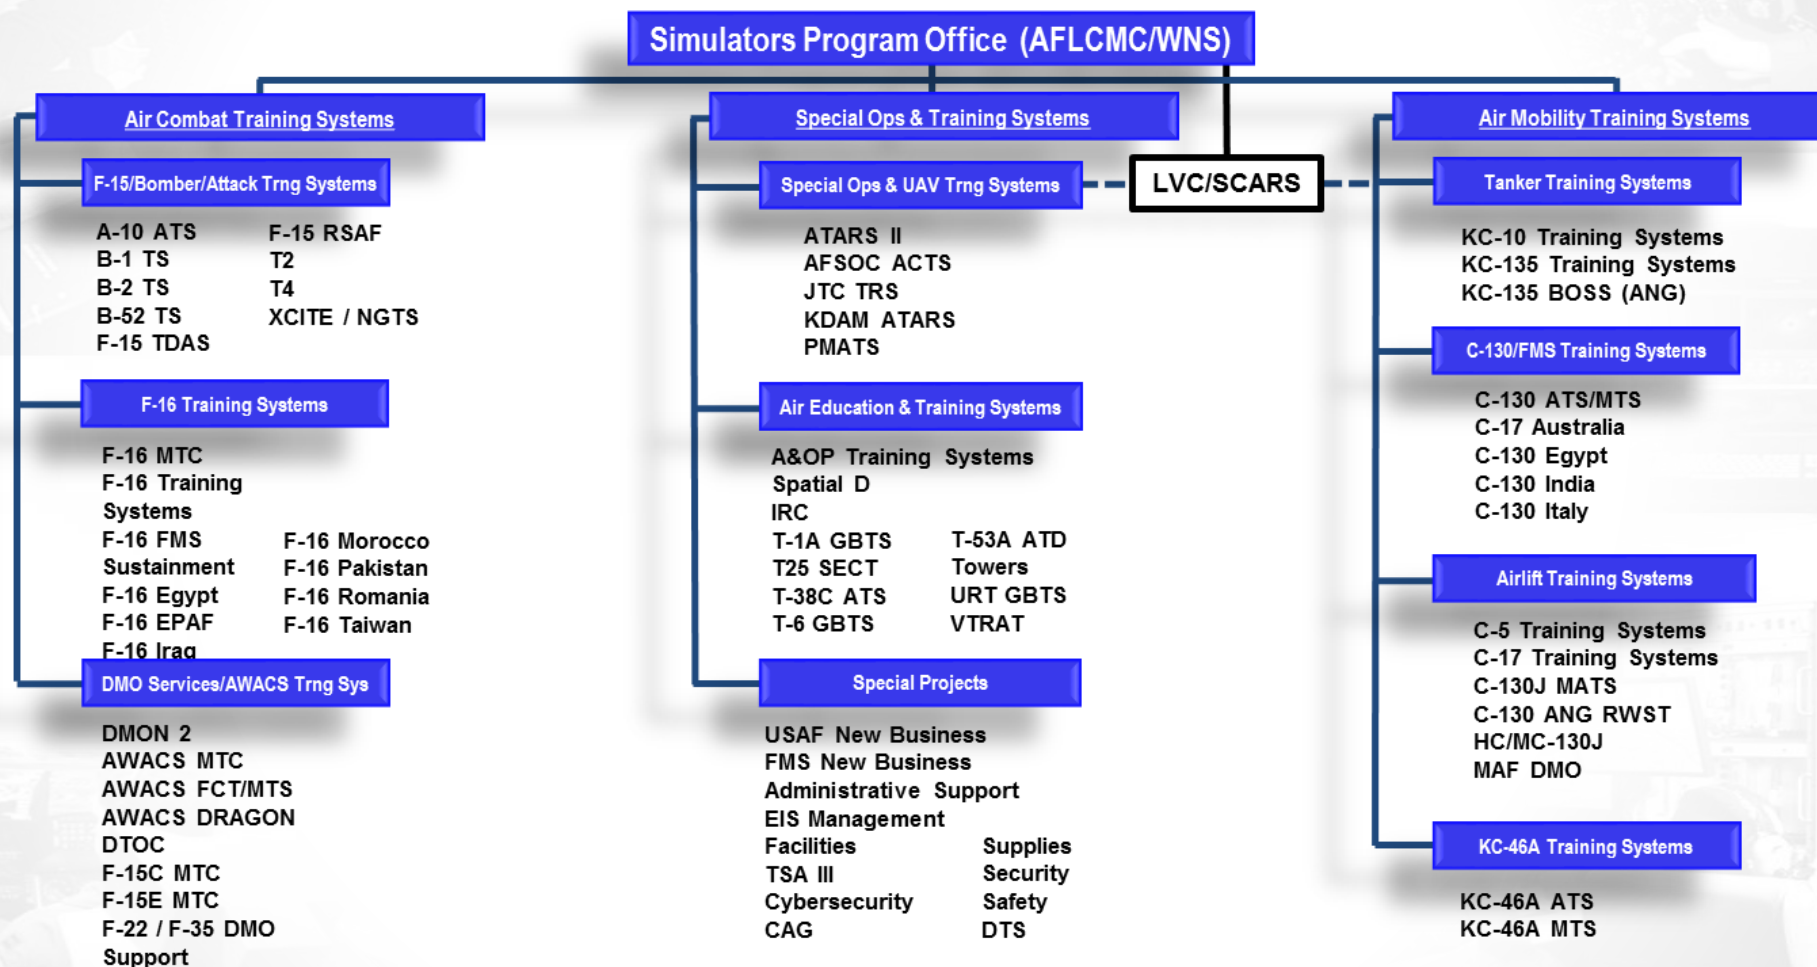 Simulators Program Office (AFLCMC/WNS)
Air Combat Training Systems
F-15/Bomber/Attack Trng Systems
A-10 ATS
B-1 TS
B-2 TS
B-52 TS
F-15 TDAS
F-15 RSAF
T2
T4
XCITE / NGTS
F-16 Training Systems
F-16 MTC
F-16 Training
Systems
F-16 FMS
Sustainment
F-16 Egypt
F-16 EPAF
F-16 Iraq
F-16 Morocco
F-16 Pakistan
F-16 Romania
F-16 Taiwan
DMO Services/AWACS Trng Sys
DMON 2
AWACS MTC
AWACS FCT/MTS
AWACS DRAGON
DTOC
F-15C MTC
F-15E MTC
F-22 / F-35 DMO
Support
Special Ops & Training Systems
Special Ops & UAV Trng Systems
ATARS II
AFSOC ACTS
JTC TRS
KDAM ATARS
PMATS
Air Education & Training Systems
A&OP Training Systems
Spatial D
IRC
T-1A GBTS
T25 SECT
T-38C ATS
T-6 GBTS
T-53A ATD
Towers
URT GBTS
VTRAT
Special Projects
USAF New Business
FMS New Business
Administrative Support
EIS Management
Facilities
TSA III
Cybersecurity
CAG
Supplies
Security
Safety
DTS
LVC/SCARS
Air Mobility Training Systems
Tanker Training Systems
KC-10 Training Systems
KC-135 Training Systems
KC-135 BOSS (ANG)
C-130/FMS Training Systems
C-130 ATS/MTS
C-17 Australia
C-130 Egypt
C-130 India
C-130 Italy
Airlift Training Systems
C-5 Training Systems
C-17 Training Systems
C-130J MATS
C-130 ANG RWST
HC/MC-130J
MAF DMO
KC-46A Training Systems
KC-46A ATS
KC-46A MTS